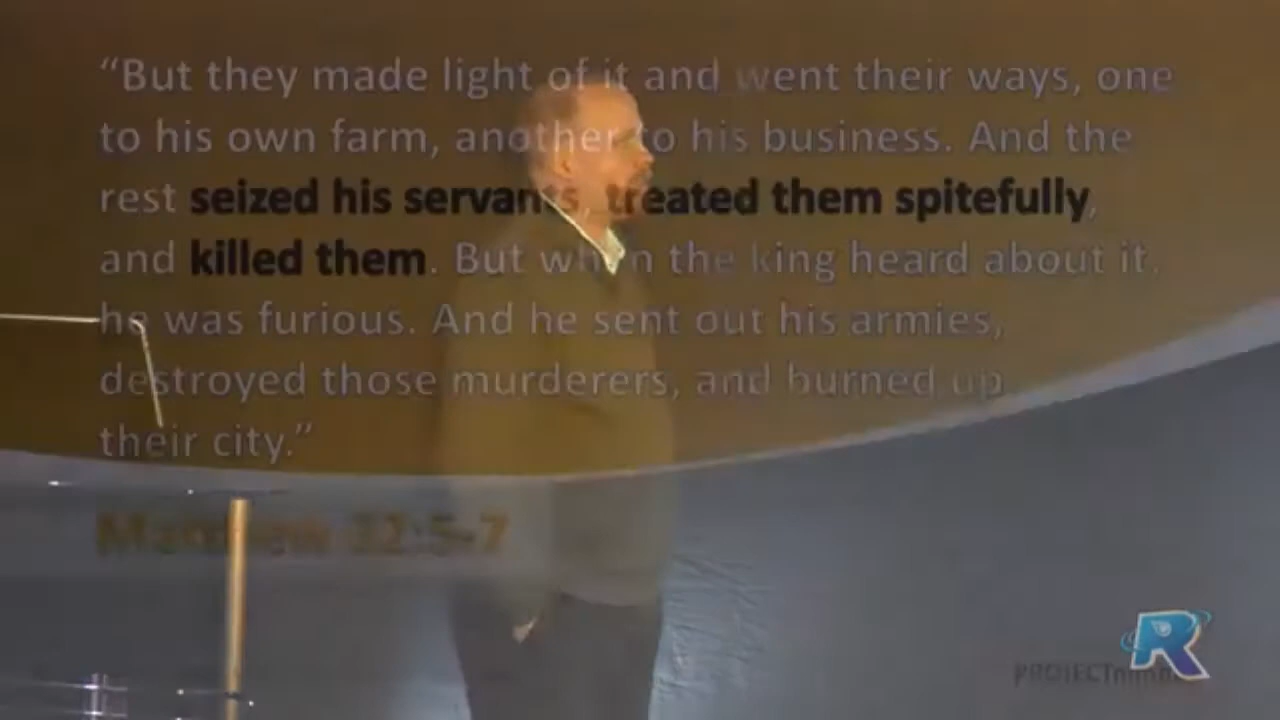 “But they made light of it and went their ways, one
to his own farm, another to his business. And the
rest seized his servants, treated them spitefully,
and killed them. But when the king heard about it,
he was furious. And he sent out his armies,
destroyed those murderers, and burned up
their city.”
Matthew 22:5-7
R